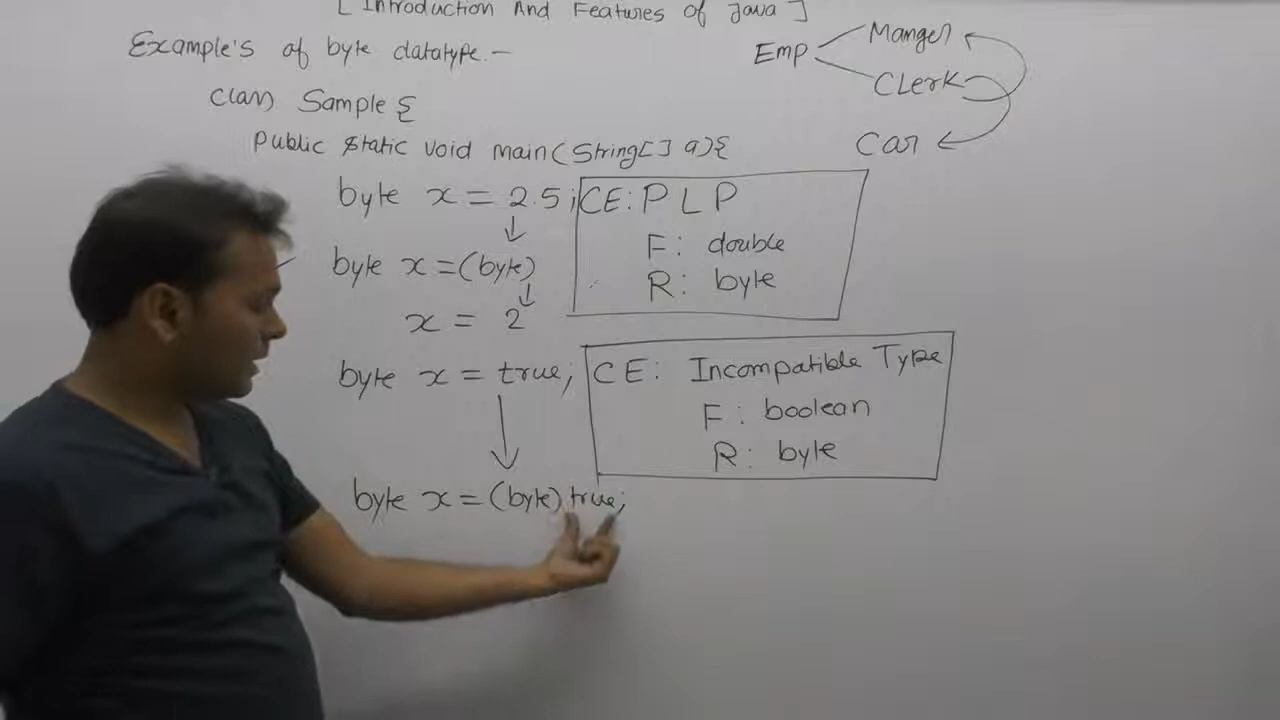 [ Introduction And Features of Java ]
Example's of byte datatype.-
Class Sample {
Public static void main(String[] a){
byte x = 2.5; CE: P L P
F: double
R: byte
byte x =(byte)
x = 2
byte x = true; CE: Incompatible Type
F: boolean
R: byte
byte x = (byte) true;
Emp
Manger
CLerk
Car